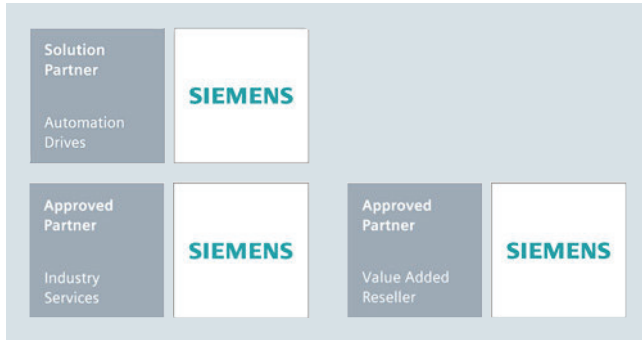 Solution
Partner
Automation
Drives
SIEMENS
Approved
Partner
Industry
Services
SIEMENS
Approved
Partner
Value Added
Reseller
SIEMENS